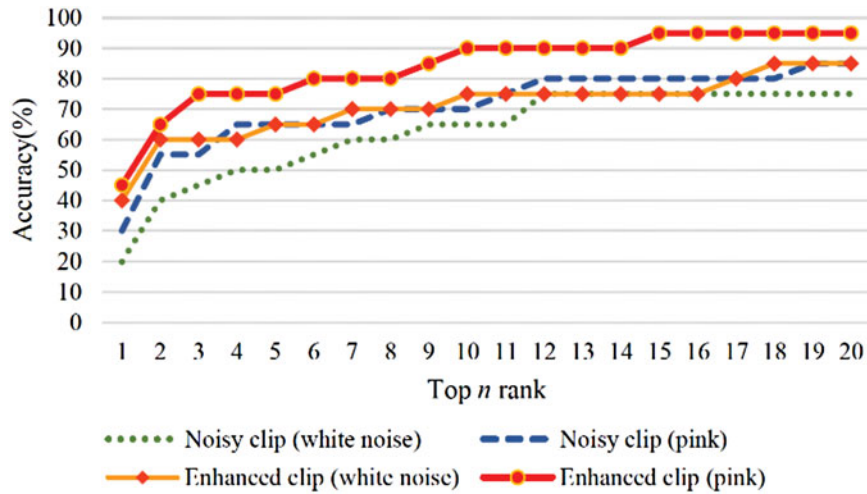 100
90
80
70
60
50
40
30
20
10
0
Accuracy(%)
1 2 3 4 5 6 7 8 9 10 11 12 13 14 15 16 17 18 19 20
Top n rank
Noisy clip (white noise) Noisy clip (pink)
Enhanced clip (white noise) Enhanced clip (pink)